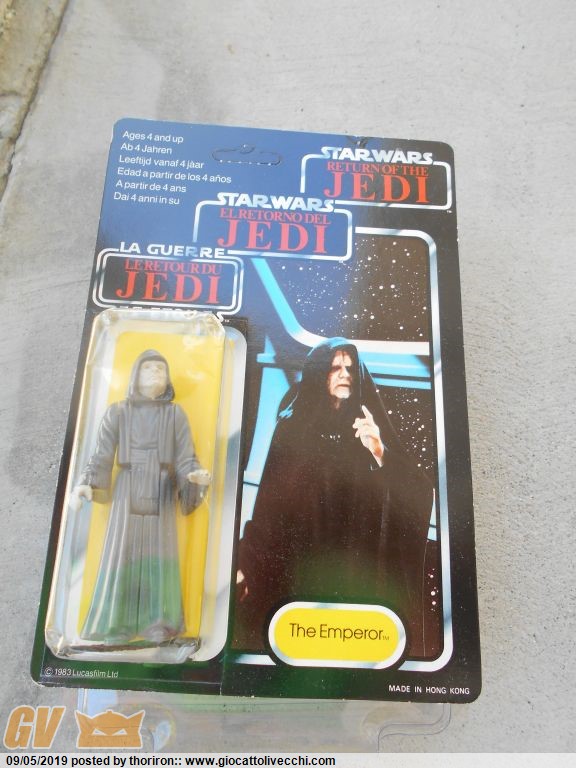 Ages 4 and up
Ab 4 Jahren
Leeftijd vanaf 4 jaar
Edad a partir de los 4 años
A partir de 4 ans
Dai 4 anni in su
STAR WARS
RETURN OF THE
JEDI
STAR WARS
EL RETORNO DEL
JEDI
LA GUERRE
LE RETOUR DU
JEDI
The Emperor™
© 1983 Lucasfilm Ltd
MADE IN HONG KONG
GV
09/05/2019 posted by thoriron:: www.giocattolivecchi.com